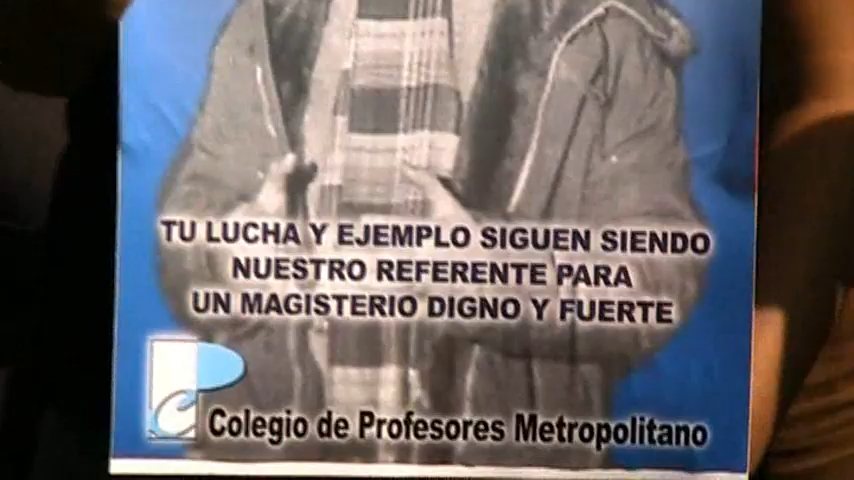 TU LUCHA Y EJEMPLO SIGUEN SIENDO
NUESTRO REFERENTE PARA
UN MAGISTERIO DIGNO Y FUERTE
Colegio de Profesores Metropolitano